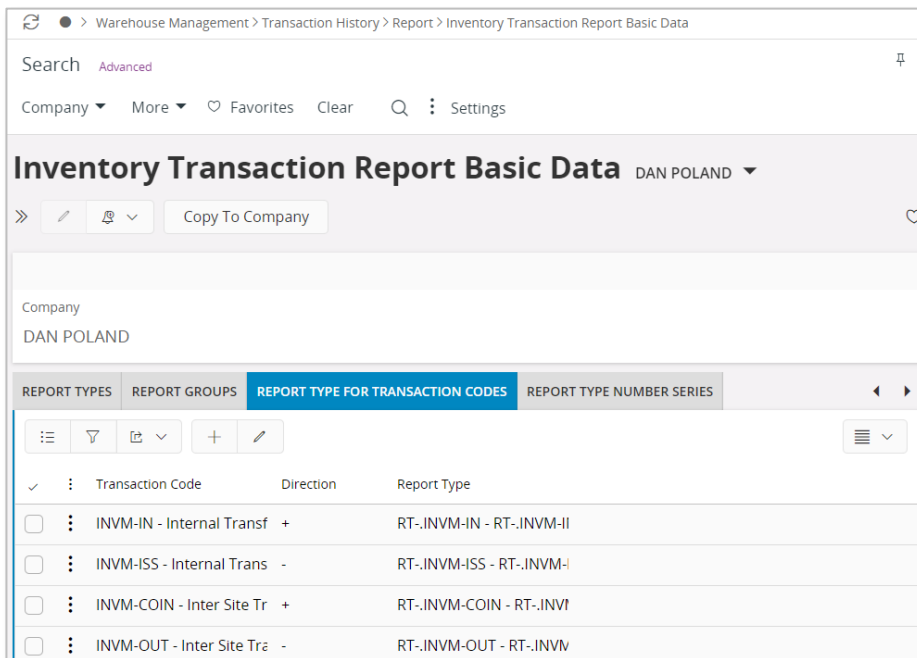 Warehouse Management > Transaction History > Report > Inventory Transaction Report Basic Data
Search Advanced
Company More Favorites Clear Settings
Inventory Transaction Report Basic Data DAN POLAND
Copy To Company
Company
DAN POLAND
REPORT TYPES REPORT GROUPS REPORT TYPE FOR TRANSACTION CODES REPORT TYPE NUMBER SERIES
Transaction Code Direction Report Type
INVM-IN - Internal Transf + RT-.INVM-IN - RT-.INVM-
INVM-ISS - Internal Trans - RT-.INVM-ISS - RT-.INVM-
INVM-COIN - Inter Site Tr + RT-.INVM-COIN - RT-.INV
INVM-OUT - Inter Site Tra - RT-.INVM-OUT - RT-.INV